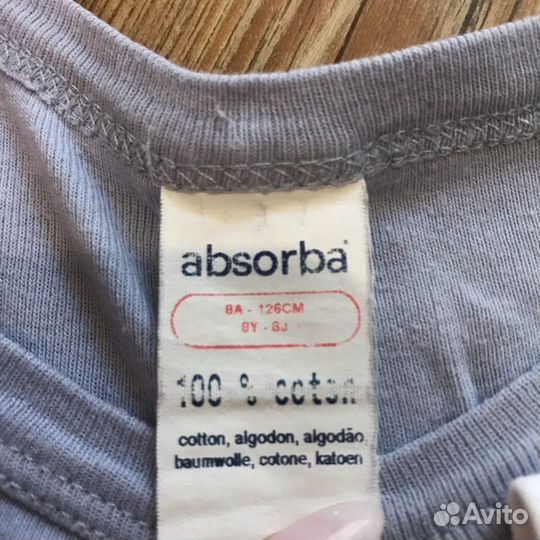 absorba
8A - 126CM
8Y - 8J
100 % coton
cotton, algodon, algodão
baumwolle, cotone, katoen
Avito